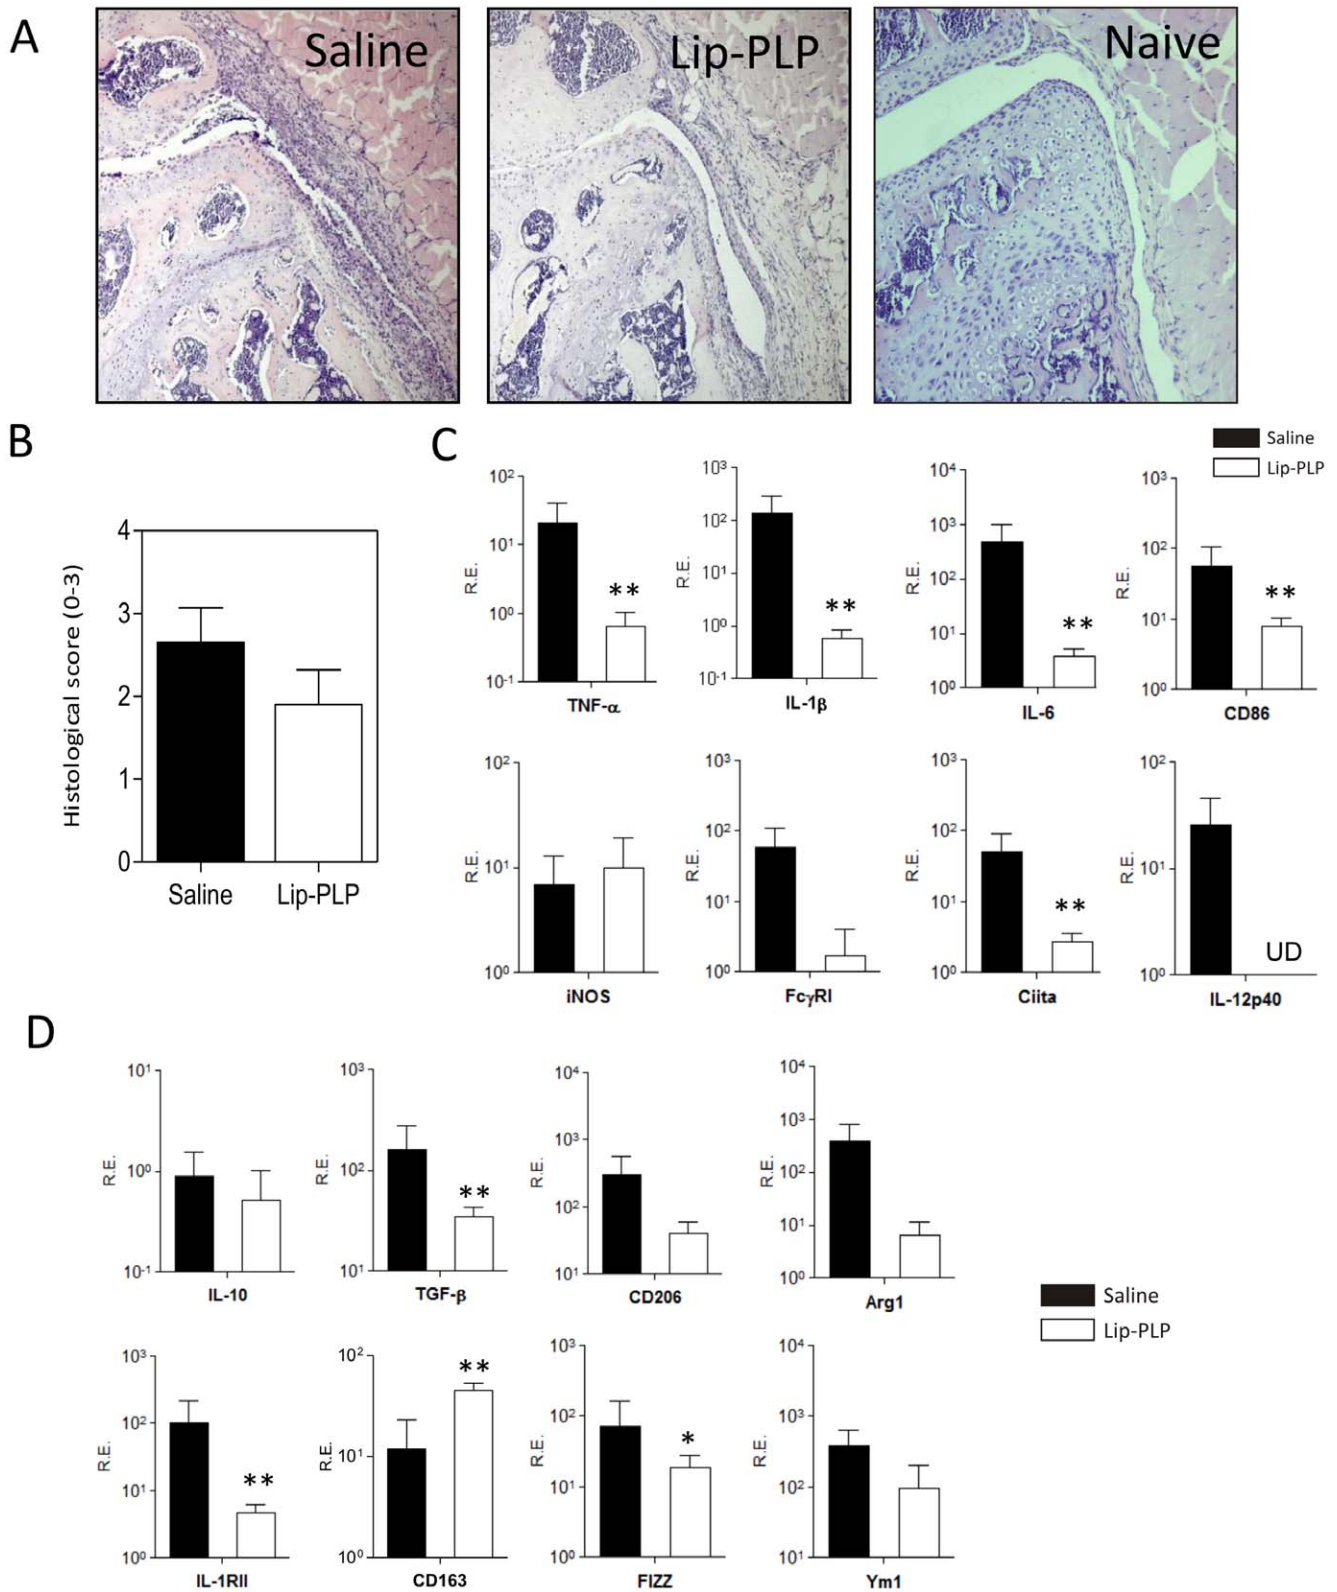 A
Saline
Lip-PLP
Naive
B
Histological score (0-3)
4
3
2
1
0
Saline
Lip-PLP
C
Saline
Lip-PLP
R.E.
10²
10¹
10⁰
10⁻¹
**
TNF-α
R.E.
10³
10²
10¹
10⁰
10⁻¹
**
IL-1β
R.E.
10⁴
10³
10²
10¹
10⁰
**
IL-6
R.E.
10³
10²
10¹
10⁰
**
CD86
R.E.
10²
10¹
10⁰
iNOS
R.E.
10³
10²
10¹
10⁰
FcγRI
R.E.
10³
10²
10¹
10⁰
**
Ciita
R.E.
10²
10¹
10⁰
UD
IL-12p40
D
R.E.
10¹
10⁰
10⁻¹
IL-10
R.E.
10³
10²
10¹
**
TGF-β
R.E.
10⁴
10³
10²
10¹
CD206
R.E.
10⁴
10³
10²
10¹
10⁰
Arg1
Saline
Lip-PLP
R.E.
10³
10²
10¹
10⁰
**
IL-1RII
R.E.
10²
10¹
10⁰
**
CD163
R.E.
10³
10²
10¹
10⁰
*
FIZZ
R.E.
10⁴
10³
10²
10¹
Ym1